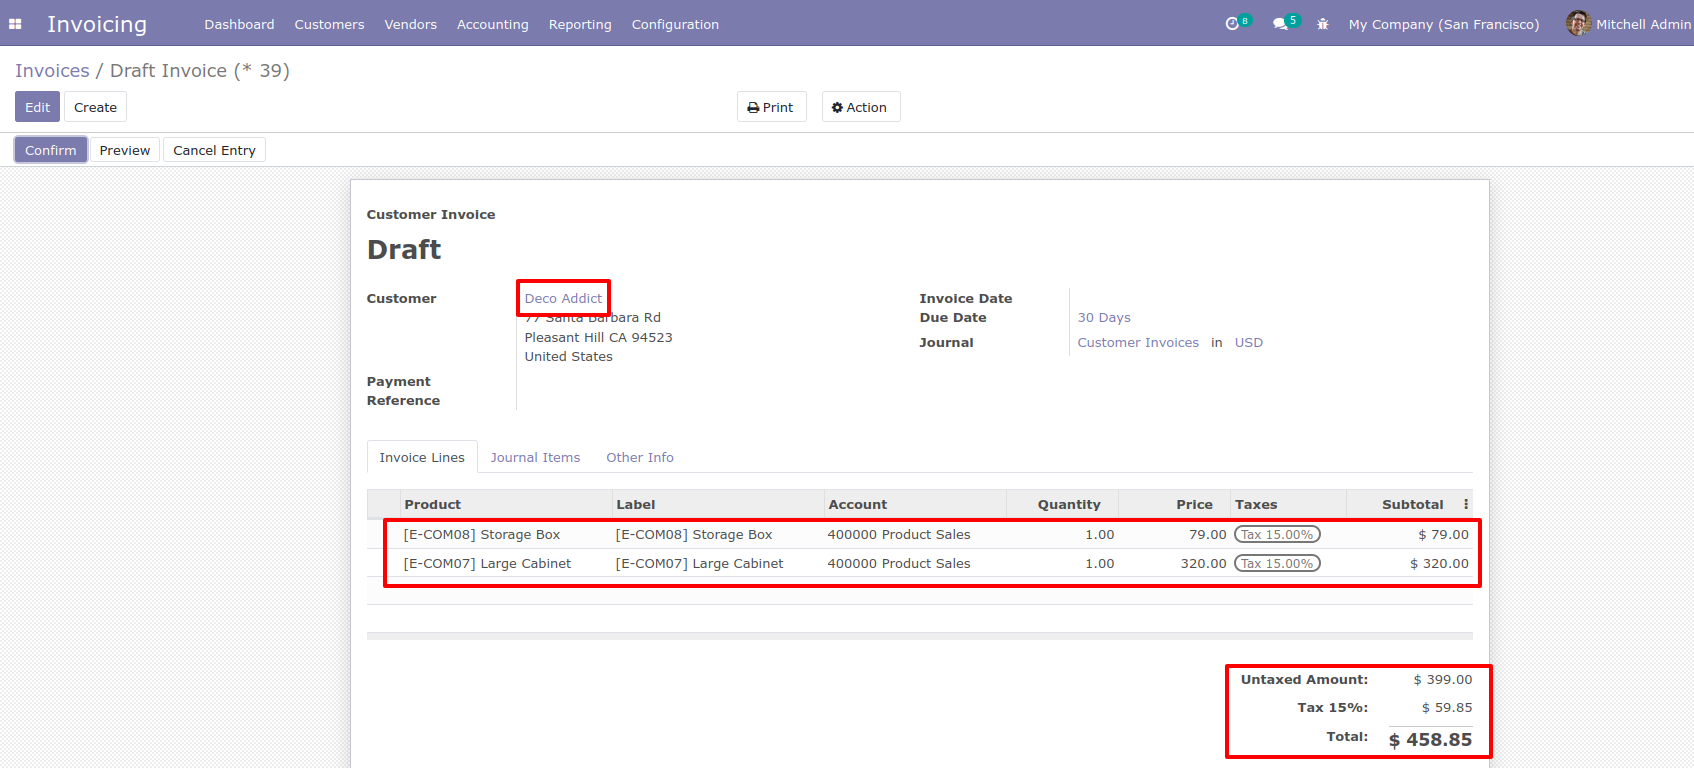 Invoicing Dashboard Customers Vendors Accounting Reporting Configuration 8 5 My Company (San Francisco) Mitchell Admin
Invoices / Draft Invoice (* 39)
Edit Create Print Action
Confirm Preview Cancel Entry
Customer Invoice
Draft
Customer Deco Addict Invoice Date
77 Santa Barbara Rd Due Date 30 Days
Pleasant Hill CA 94523 Journal Customer Invoices in USD
United States
Payment
Reference
Invoice Lines Journal Items Other Info
Product Label Account Quantity Price Taxes Subtotal
[E-COM08] Storage Box [E-COM08] Storage Box 400000 Product Sales 1.00 79.00 Tax 15.00% $ 79.00
[E-COM07] Large Cabinet [E-COM07] Large Cabinet 400000 Product Sales 1.00 320.00 Tax 15.00% $ 320.00
Untaxed Amount: $ 399.00
Tax 15%: $ 59.85
Total: $ 458.85